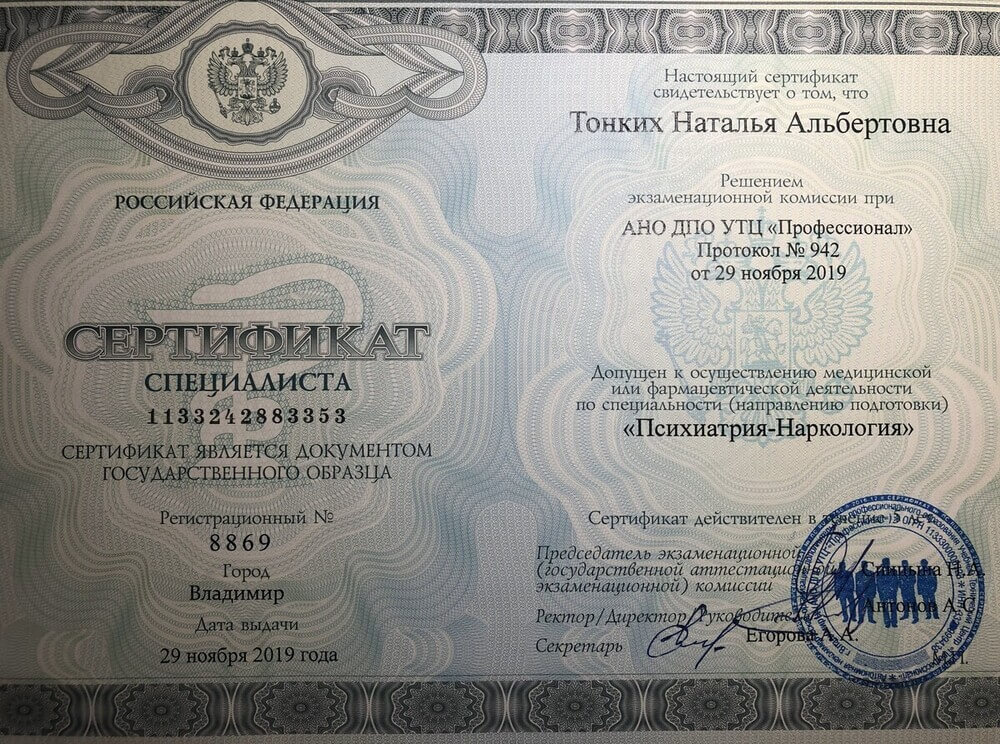 РОССИЙСКАЯ ФЕДЕРАЦИЯ
СЕРТИФИКАТ
СПЕЦИАЛИСТА
1133242883353
СЕРТИФИКАТ ЯВЛЯЕТСЯ ДОКУМЕНТОМ
ГОСУДАРСТВЕННОГО ОБРАЗЦА
Регистрационный №
8869
Город
Владимир
Дата выдачи
29 ноября 2019 года
Настоящий сертификат
свидетельствует о том, что
Тонких Наталья Альбертовна
Решением
экзаменационной комиссии при
АНО ДПО УТЦ «Профессионал»
Протокол № 942
от 29 ноября 2019
Допущен к осуществлению медицинской
или фармацевтической деятельности
по специальности (направлению подготовки)
«Психиатрия-Наркология»
Сертификат действителен в течение
Председатель экзаменационной
(государственной аттестационной
экзаменационной) комиссии
Ректор/Директор/Руководитель
Антонов А.С.
Секретарь
Егорова А.А.